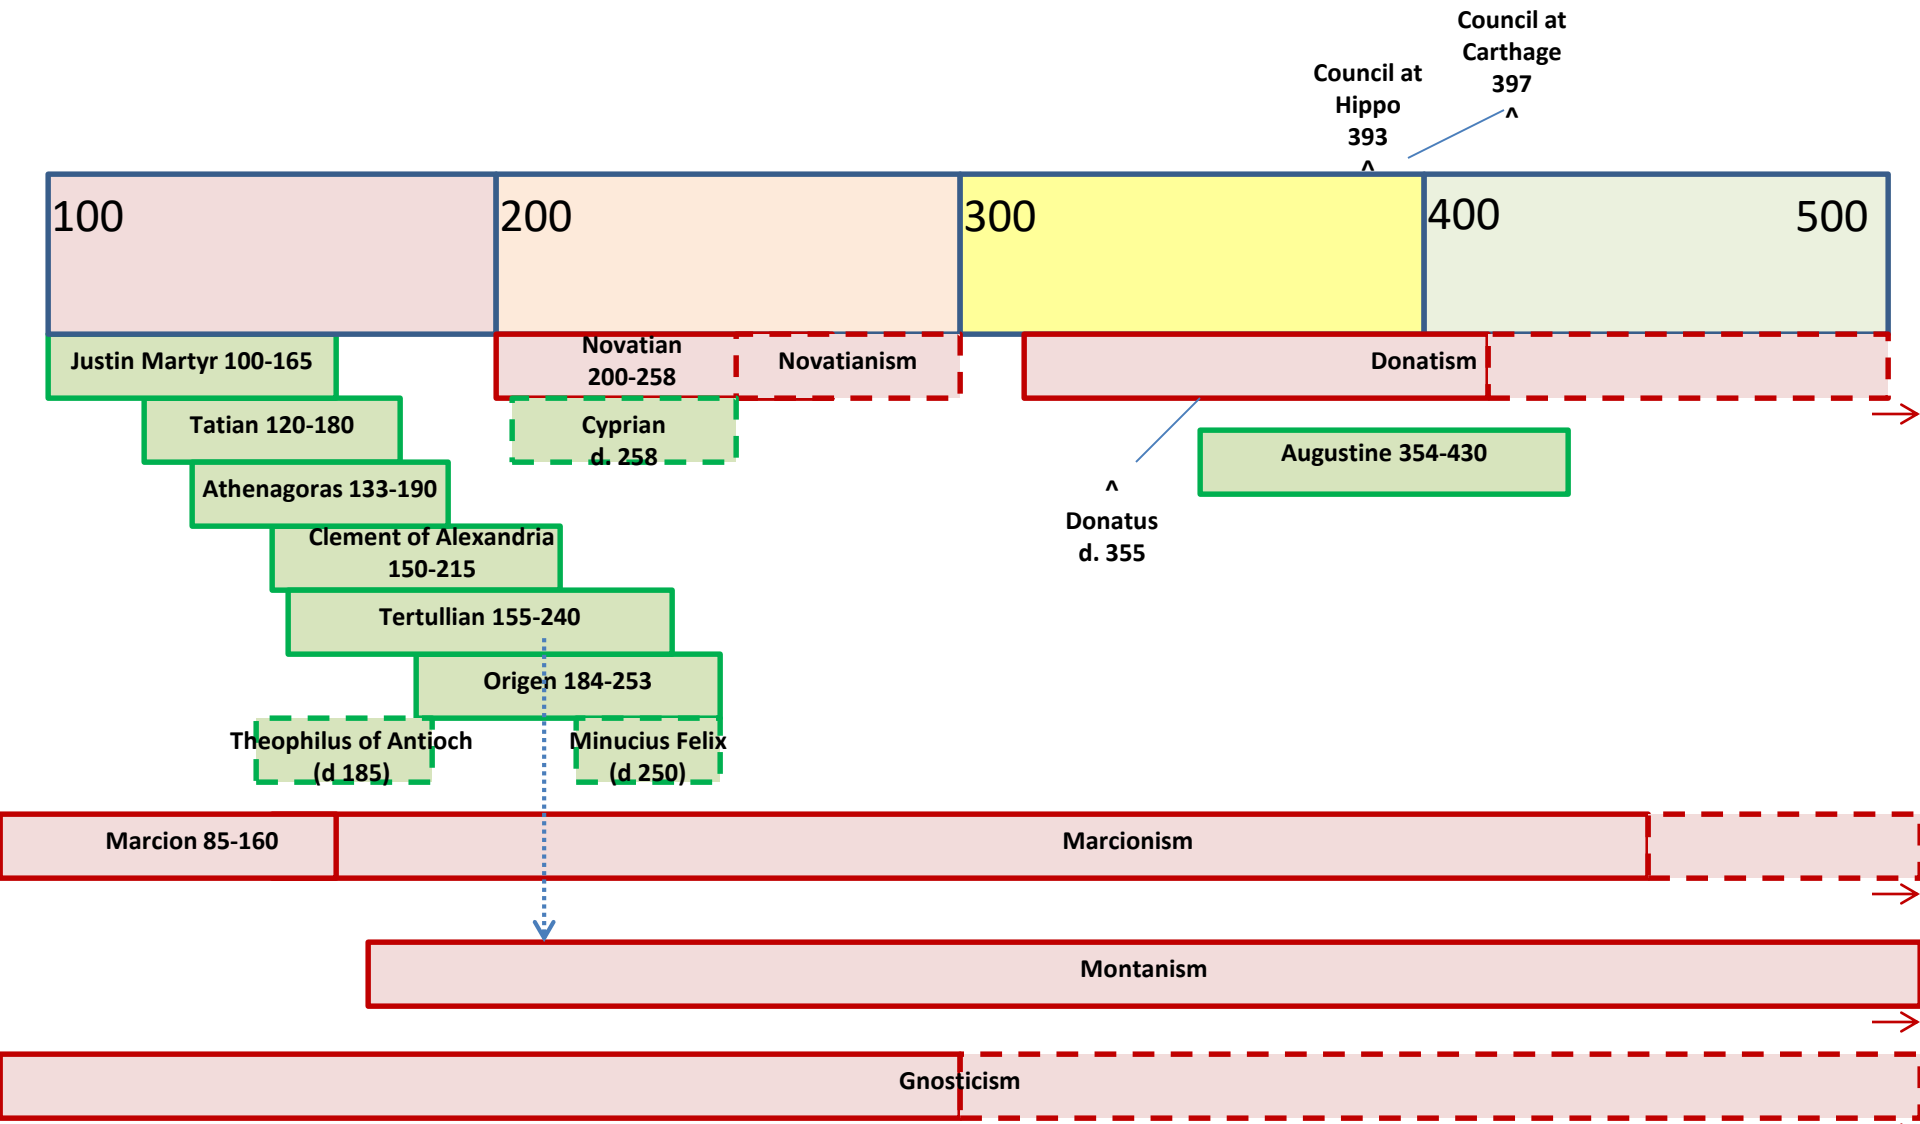 Council at
Carthage
397
^
Council at
Hippo
393
^
100
200
300
400
500
Justin Martyr 100-165
Novatian
200-258
Novatianism
Donatism
Tatian 120-180
Cyprian
d. 258
Augustine 354-430
Athenagoras 133-190
^
Donatus
d. 355
Clement of Alexandria
150-215
Tertullian 155-240
Origen 184-253
Theophilus of Antioch
(d 185)
Minucius Felix
(d 250)
Marcion 85-160
Marcionism
Montanism
Gnosticism